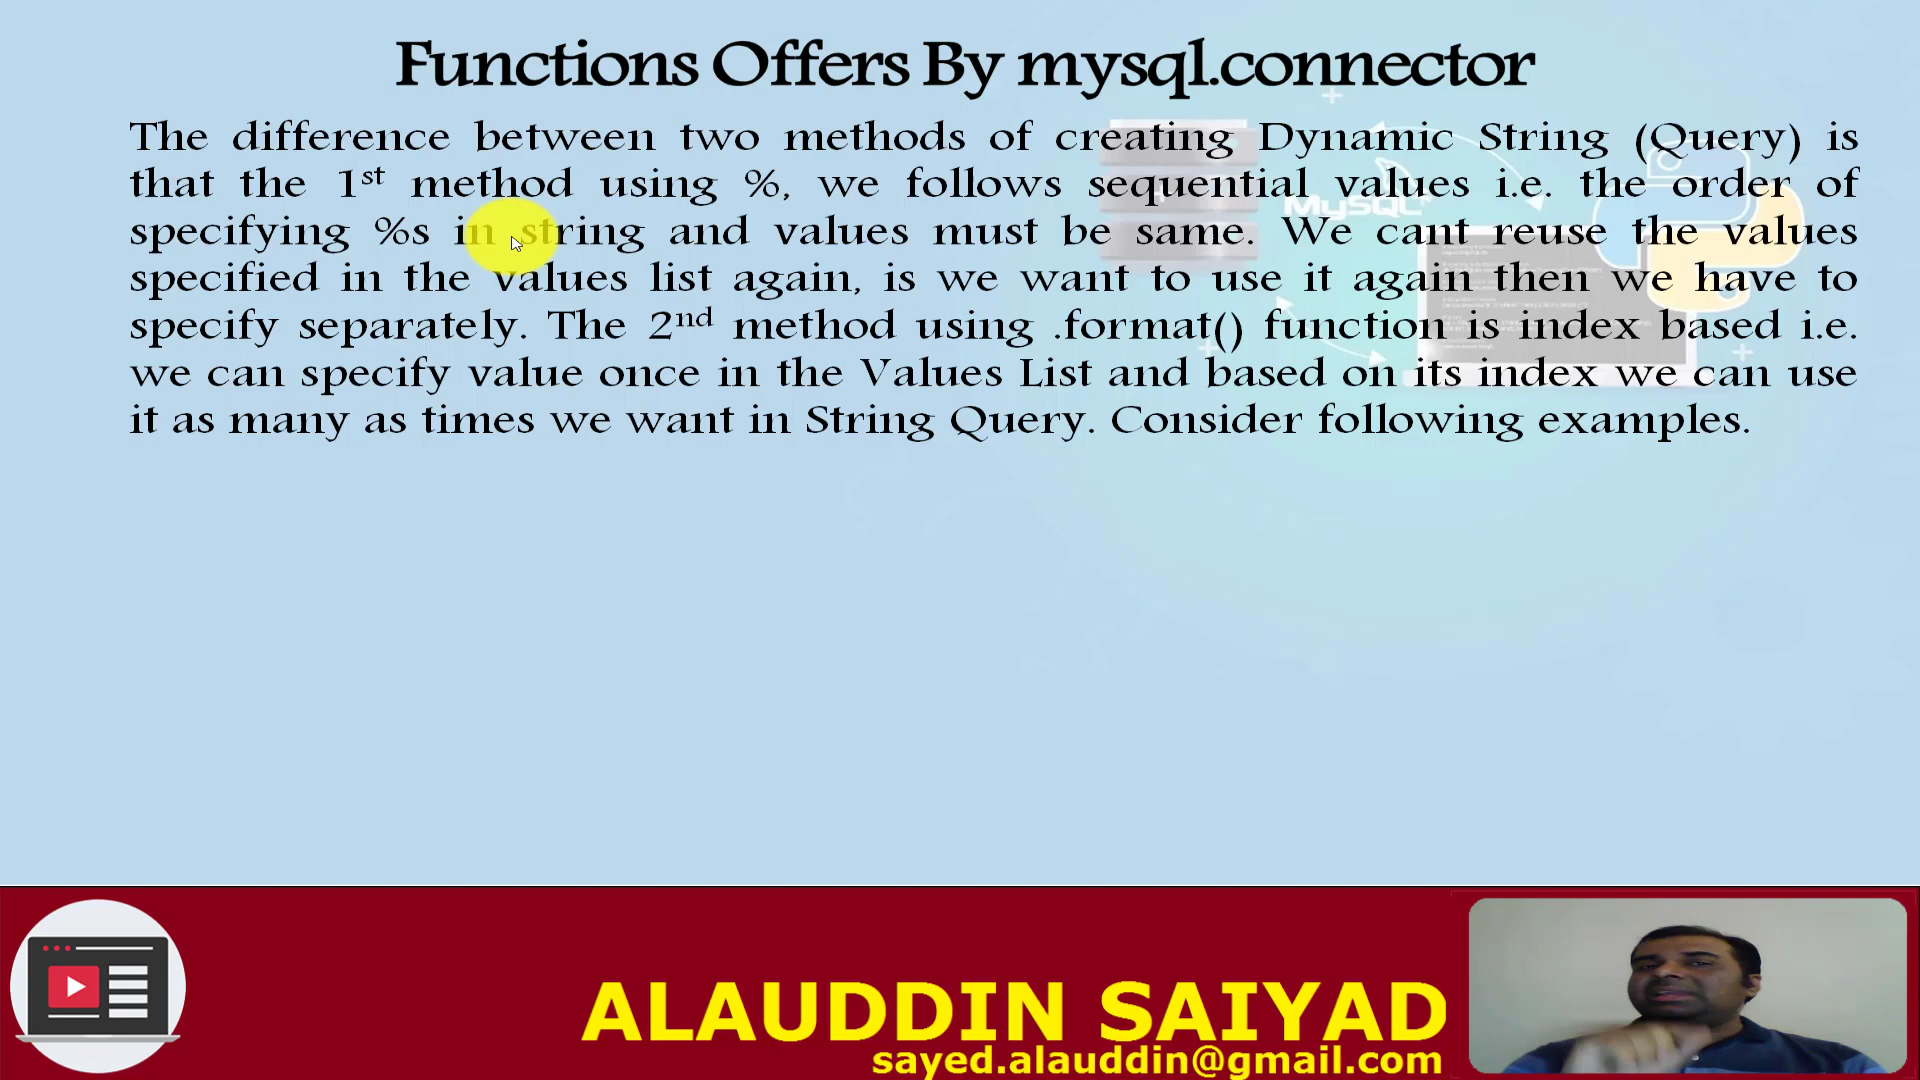 Functions Offers By mysql.connector
The difference between two methods of creating Dynamic String (Query) is
that the 1st method using %, we follows sequential values i.e. the order of
specifying %s in string and values must be same. We cant reuse the values
specified in the values list again, is we want to use it again then we have to
specify separately. The 2nd method using .format() function is index based i.e.
we can specify value once in the Values List and based on its index we can use
it as many as times we want in String Query. Consider following examples.
MySQL
ALAUDDIN SAIYAD
sayed.alauddin@gmail.com